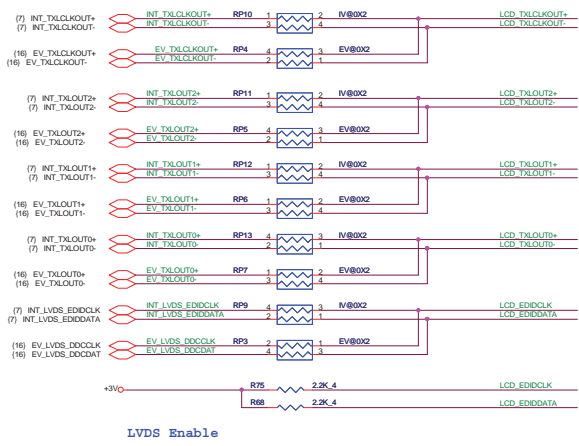 (7) INT_TXLCLKOUT+ INT_TXLCLKOUT+ RP10 1 2 IV@0X2 LCD_TXLCLKOUT+
(7) INT_TXLCLKOUT- INT_TXLCLKOUT- 3 4 LCD_TXLCLKOUT-
(16) EV_TXLCLKOUT+ EV_TXLCLKOUT+ RP4 4 3 EV@0X2
(16) EV_TXLCLKOUT- EV_TXLCLKOUT- 2 1
(7) INT_TXLOUT2+ INT_TXLOUT2+ RP11 1 2 IV@0X2 LCD_TXLOUT2+
(7) INT_TXLOUT2- INT_TXLOUT2- 3 4 LCD_TXLOUT2-
(16) EV_TXLOUT2+ EV_TXLOUT2+ RP5 4 3 EV@0X2
(16) EV_TXLOUT2- EV_TXLOUT2- 2 1
(7) INT_TXLOUT1+ INT_TXLOUT1+ RP12 1 2 IV@0X2 LCD_TXLOUT1+
(7) INT_TXLOUT1- INT_TXLOUT1- 3 4 LCD_TXLOUT1-
(16) EV_TXLOUT1+ EV_TXLOUT1+ RP6 1 2 EV@0X2
(16) EV_TXLOUT1- EV_TXLOUT1- 3 4
(7) INT_TXLOUT0+ INT_TXLOUT0+ RP13 4 3 IV@0X2 LCD_TXLOUT0+
(7) INT_TXLOUT0- INT_TXLOUT0- 2 1 LCD_TXLOUT0-
(16) EV_TXLOUT0+ EV_TXLOUT0+ RP7 1 2 EV@0X2
(16) EV_TXLOUT0- EV_TXLOUT0- 3 4
(7) INT_LVDS_EDIDCLK INT_LVDS_EDIDCLK RP9 4 3 IV@0X2 LCD_EDIDCLK
(7) INT_LVDS_EDIDDATA INT_LVDS_EDIDDATA 2 1 LCD_EDIDDATA
(16) EV_LVDS_DDCCLK EV_LVDS_DDCCLK RP3 2 1 EV@0X2
(16) EV_LVDS_DDCDAT EV_LVDS_DDCDAT 4 3
+3V R75 2.2K_4 LCD_EDIDCLK
R68 2.2K_4 LCD_EDIDDATA
LVDS Enable